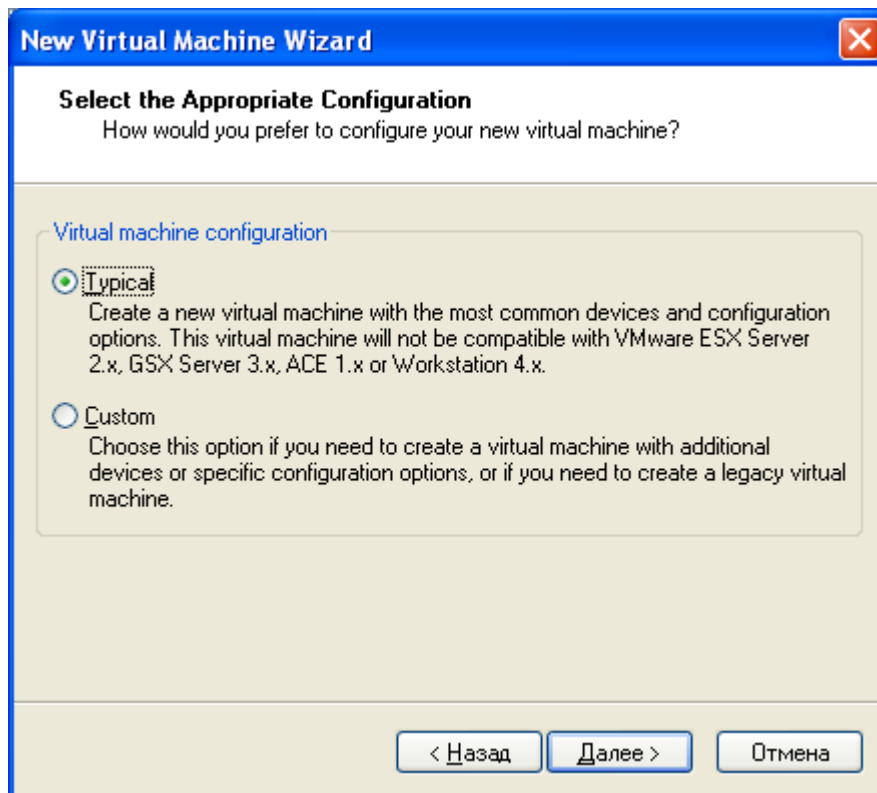 New Virtual Machine Wizard
Select the Appropriate Configuration
How would you prefer to configure your new virtual machine?
Virtual machine configuration
Typical
Create a new virtual machine with the most common devices and configuration
options. This virtual machine will not be compatible with VMware ESX Server
2.x, GSX Server 3.x, ACE 1.x or Workstation 4.x.
Custom
Choose this option if you need to create a virtual machine with additional
devices or specific configuration options, or if you need to create a legacy virtual
machine.
< Назад Далее > Отмена